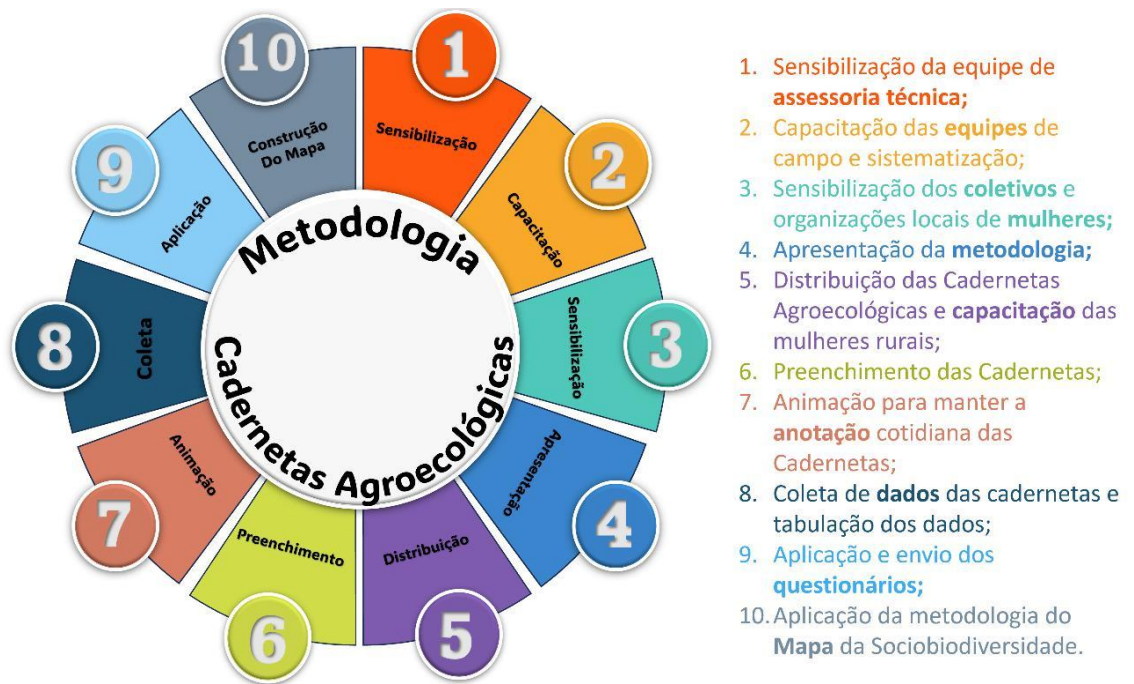 10
1
2
3
4
5
6
7
8
9
Sensibilização
Capacitação
Sensibilização
Apresentação
Distribuição
Preenchimento
Animação
Coleta
Aplicação
Construção
Do Mapa
Metodologia
Cadernetas Agroecológicas
1. Sensibilização da equipe de
assessoria técnica;
2. Capacitação das equipes de
campo e sistematização;
3. Sensibilização dos coletivos e
organizações locais de mulheres;
4. Apresentação da metodologia;
5. Distribuição das Cadernetas
Agroecológicas e capacitação das
mulheres rurais;
6. Preenchimento das Cadernetas;
7. Animação para manter a
anotação cotidiana das
Cadernetas;
8. Coleta de dados das cadernetas e
tabulação dos dados;
9. Aplicação e envio dos
questionários;
10. Aplicação da metodologia do
Mapa da Sociobiodiversidade.